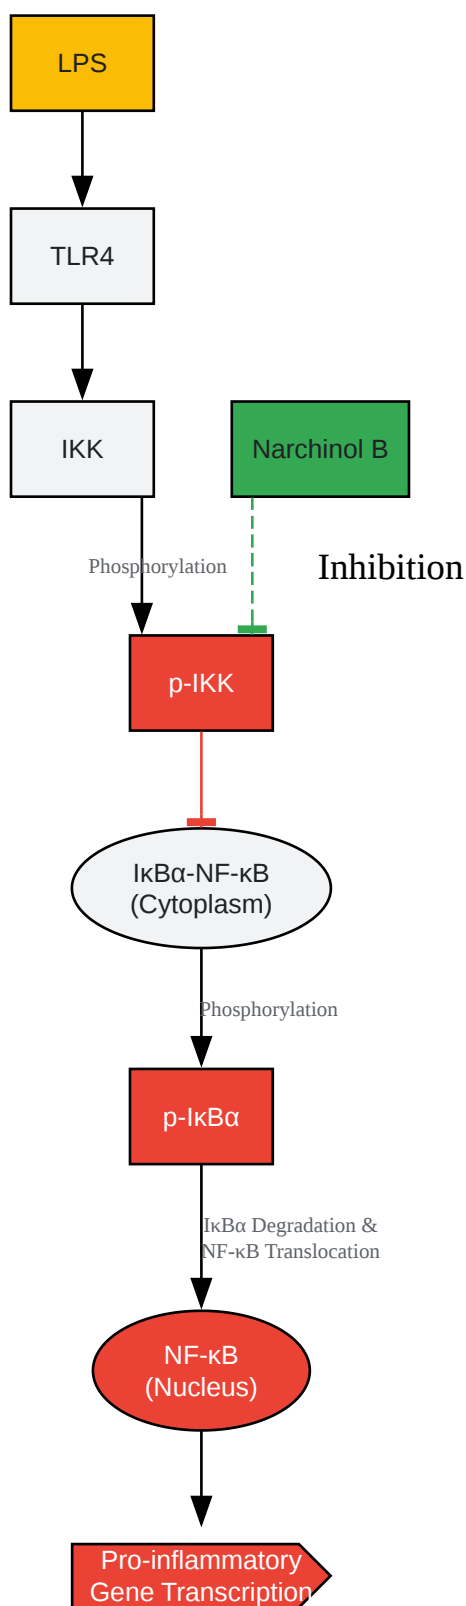 LPS
TLR4
IKK
Narchinol B
Phosphorylation
Inhibition
p-IKK
IκBα-NF-κB
(Cytoplasm)
Phosphorylation
p-IκBα
IκBα Degradation &
NF-κB Translocation
NF-κB
(Nucleus)
Pro-inflammatory
Gene Transcription